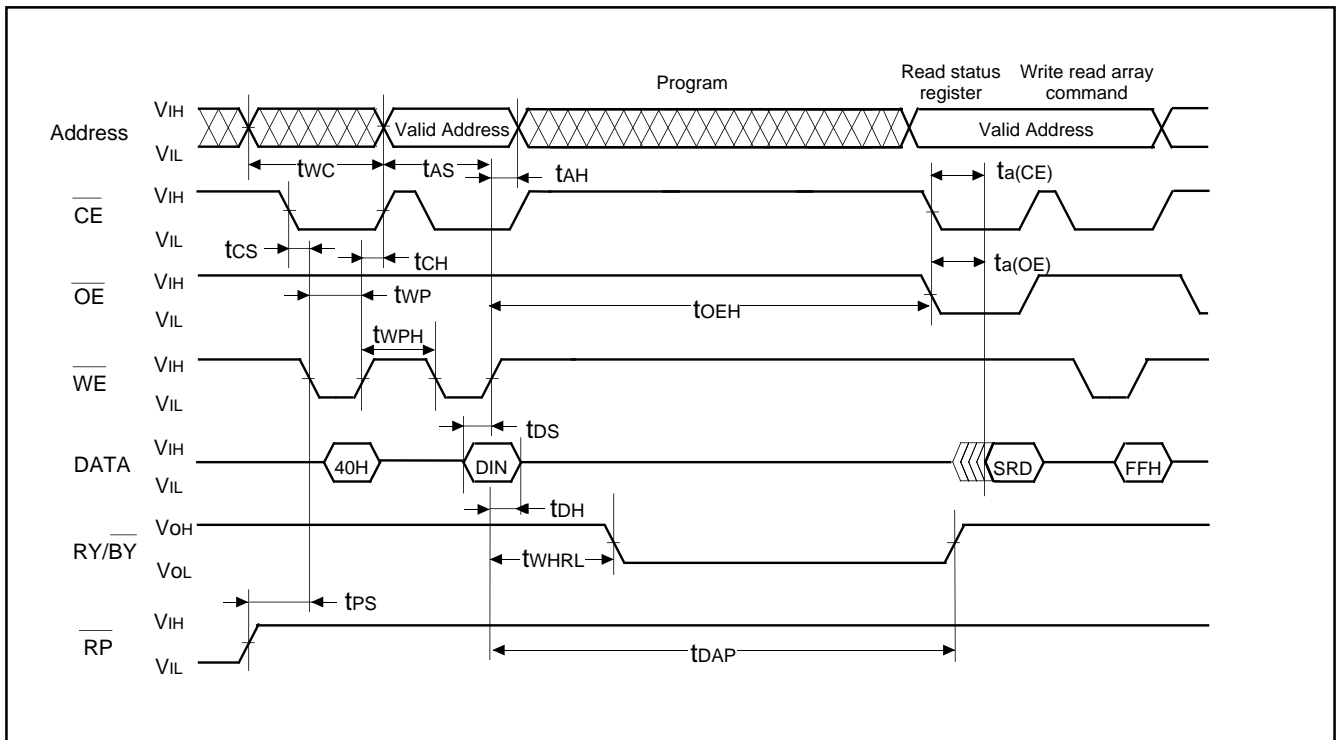 Program
Read status register
Write read array command
Address
VIH
VIL
Valid Address
Valid Address
tWC
tAS
tAH
ta(CE)
CE
VIH
VIL
tCS
tCH
ta(OE)
OE
VIH
VIL
tWP
tOEH
tWPH
WE
VIH
VIL
tDS
DATA
VIH
VIL
40H
DIN
SRD
FFH
tDH
RY/BY
VOH
VOL
tWHRL
tPS
RP
VIH
VIL
tDAP